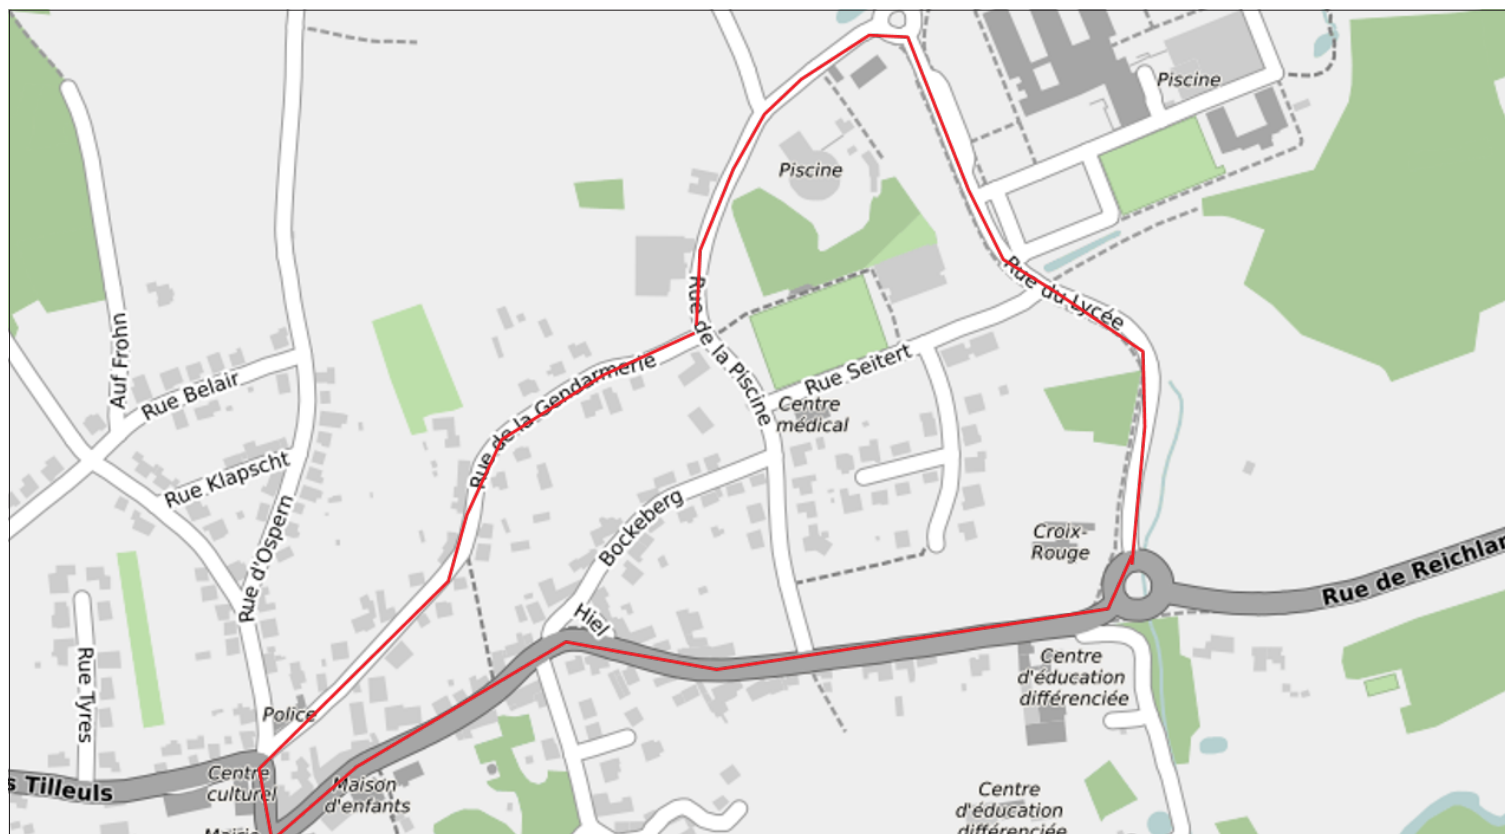 Piscine
Piscine
Rue de la Piscine
Rue du Lycée
Auf Frohn
Rue Belair
Rue de la Gendarmerie
Rue Seitert
Centre
médical
Rue Klapscht
Rue d'Ospern
Bockeberg
Croix-
Rouge
Rue de Reichlan
Hiel
Rue Tyres
Centre
d'éducation
différenciée
Police
s Tilleuls
Centre
culturel
Maison
d'enfants
Centre
d'éducation
différenciée
Mairie